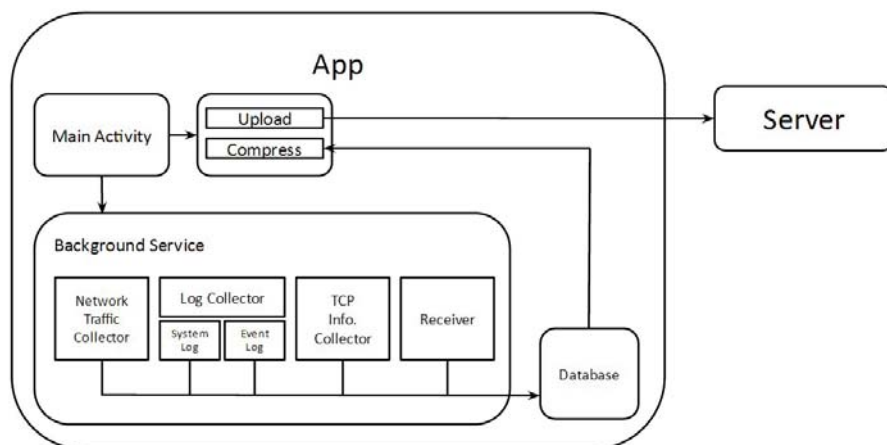 App
Main Activity
Upload
Compress
Server
Background Service
Network
Traffic
Collector
Log Collector
System
Log
Event
Log
TCP
Info.
Collector
Receiver
Database